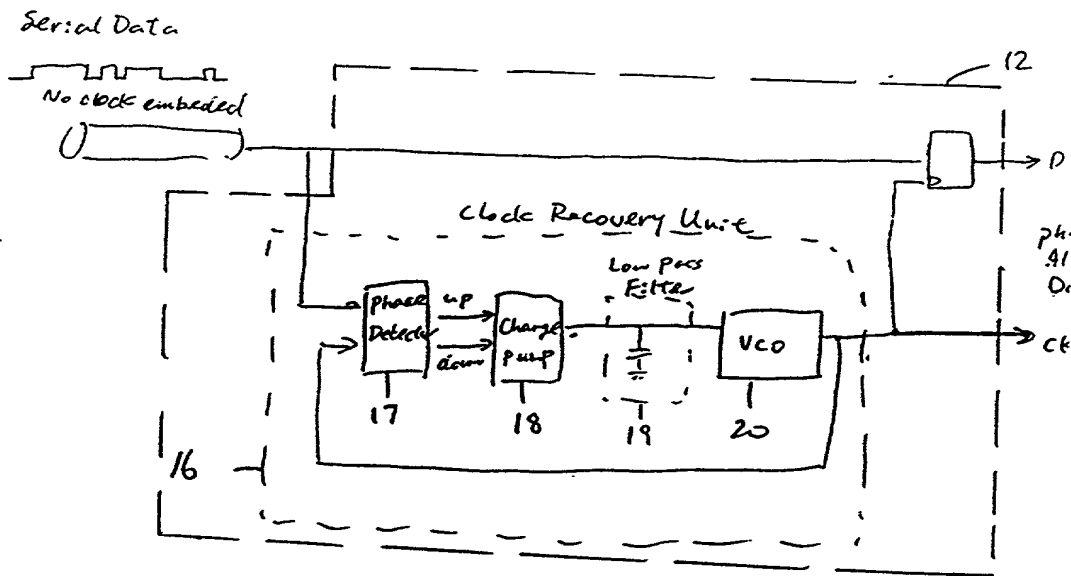 Serial Data
No clock embeded
12
D
Clock Recovery Unit
Low Pass
Filter
Phase
Detector
up
down
Charge
Pump
VCO
Ck
17
18
19
20
16